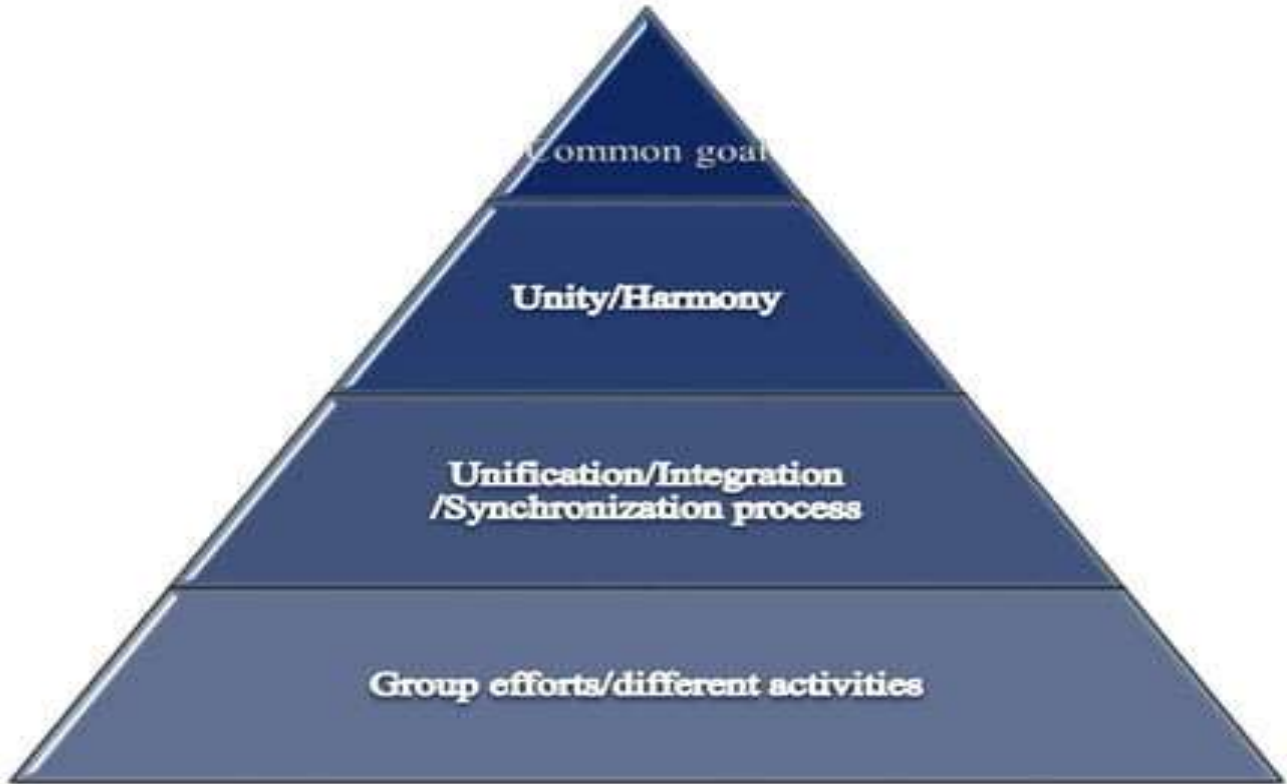 Common goal
Unity/Harmony
Unification/Integration
/Synchronization process
Group efforts/different activities